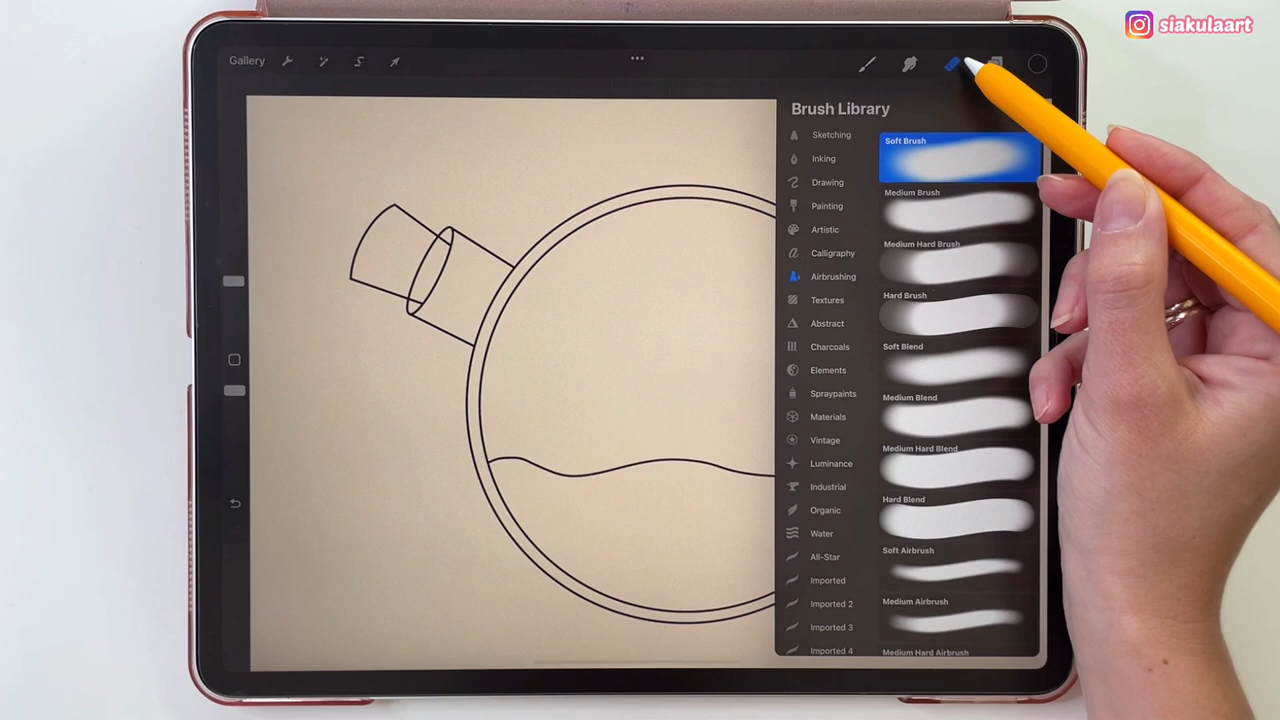 siakulaart
Gallery
Brush Library
Sketching
Inking
Drawing
Painting
Artistic
Calligraphy
Airbrushing
Textures
Abstract
Charcoals
Elements
Spraypaints
Materials
Vintage
Luminance
Industrial
Organic
Water
All-Star
Imported
Imported 2
Imported 3
Imported 4
Soft Brush
Medium Brush
Medium Hard Brush
Hard Brush
Soft Blend
Medium Blend
Medium Hard Blend
Hard Blend
Soft Airbrush
Medium Airbrush
Medium Hard Airbrush